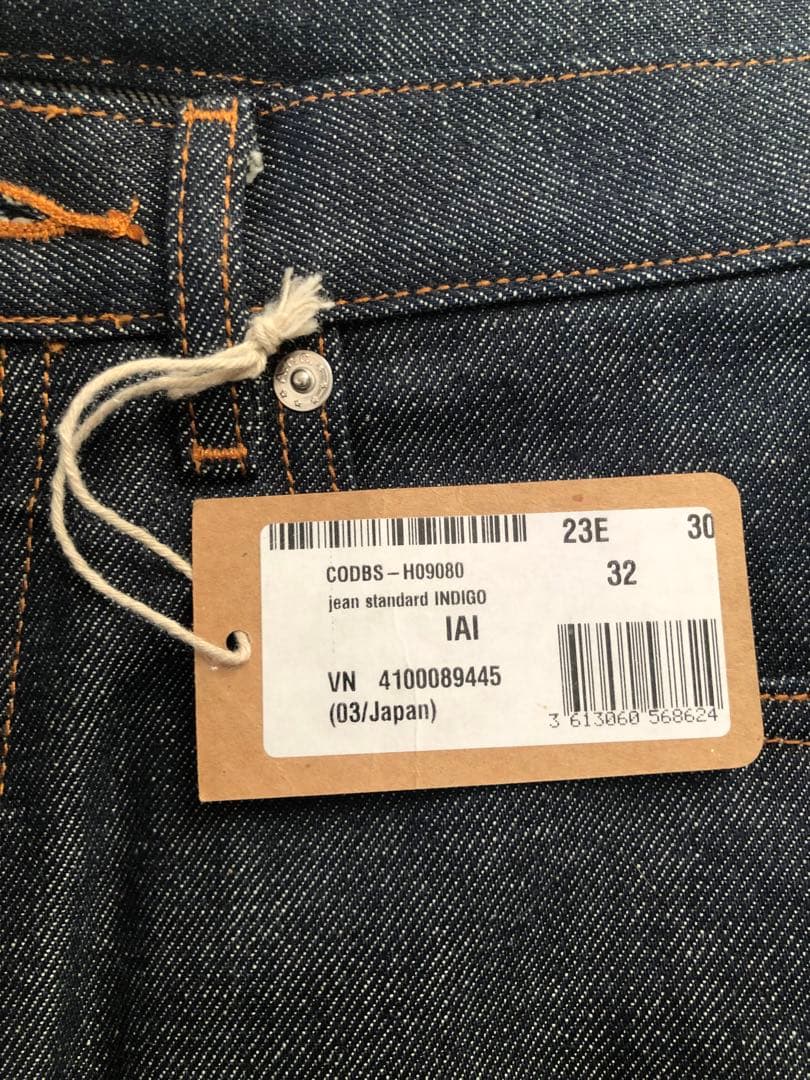 23E 30
CODBS – H09080 32
jean standard INDIGO
IAI
VN 4100089445
(03/Japan)
3 613060 568624